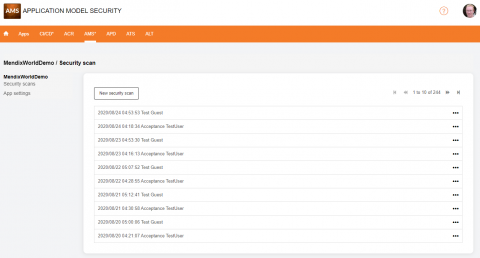 AMS APPLICATION MODEL SECURITY
Apps CI/CD* ACR AMS* APD ATS ALT
MendixWorldDemo / Security scan
MendixWorldDemo
Security scans
App settings
New security scan
1 to 10 of 244
2020/08/24 04:53:53 Test Guest
2020/08/24 04:18:34 Acceptance TestUser
2020/08/23 04:53:30 Test Guest
2020/08/23 04:16:13 Acceptance TestUser
2020/08/22 05:07:52 Test Guest
2020/08/22 04:28:55 Acceptance TestUser
2020/08/21 05:12:41 Test Guest
2020/08/21 04:30:58 Acceptance TestUser
2020/08/20 05:00:06 Test Guest
2020/08/20 04:21:07 Acceptance TestUser